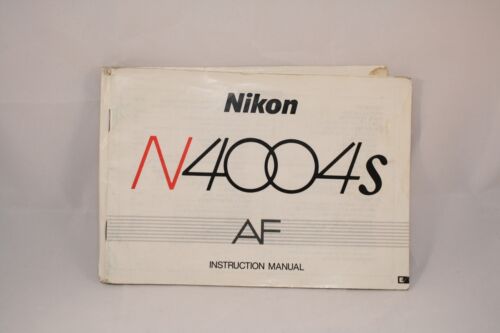 Nikon
N4004s
AF
INSTRUCTION MANUAL
E